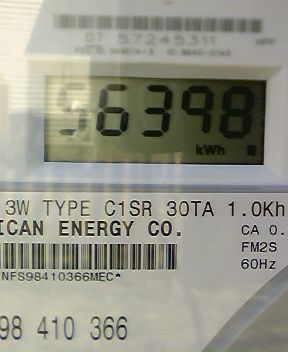 07 57245311
56398
kWh
3W TYPE C1SR 30TA 1.0Kh
ICAN ENERGY CO.
CA 0.
FM2S
60Hz
NFS98410366MEC*
98 410 366